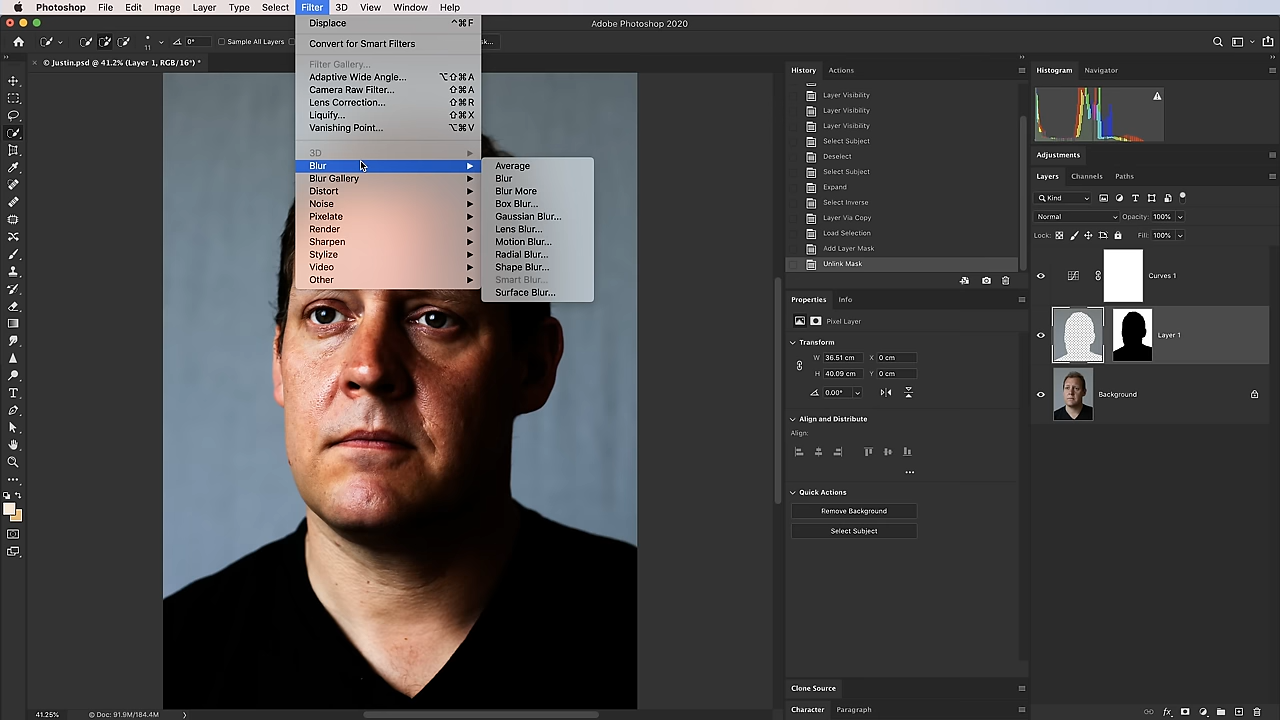 Photoshop File Edit Image Layer Type Select Filter 3D View Window Help
Adobe Photoshop 2020
11 0° Sample All Layers
k...
× © Justin.psd @ 41.2% (Layer 1, RGB/16*) *
Displace ^⌘F
Convert for Smart Filters
Filter Gallery...
Adaptive Wide Angle... ⌥⇧⌘A
Camera Raw Filter... ⇧⌘A
Lens Correction... ⇧⌘R
Liquify... ⇧⌘X
Vanishing Point... ⌥⌘V
3D
Blur
Blur Gallery
Distort
Noise
Pixelate
Render
Sharpen
Stylize
Video
Other
Average
Blur
Blur More
Box Blur...
Gaussian Blur...
Lens Blur...
Motion Blur...
Radial Blur...
Shape Blur...
Smart Blur...
Surface Blur...
History Actions
Layer Visibility
Layer Visibility
Layer Visibility
Select Subject
Deselect
Select Subject
Expand
Select Inverse
Layer Via Copy
Load Selection
Add Layer Mask
Unlink Mask
Properties Info
Pixel Layer
Transform
W 36.51 cm X 0 cm
H 40.09 cm Y 0 cm
0.00°
Align and Distribute
Align:
Quick Actions
Remove Background
Select Subject
Clone Source
Character Paragraph
Histogram Navigator
Adjustments
Layers Channels Paths
Kind
Normal Opacity: 100%
Lock: Fill: 100%
Curves 1
Layer 1
Background
fx
41.25% © Doc: 91.9M/184.4M